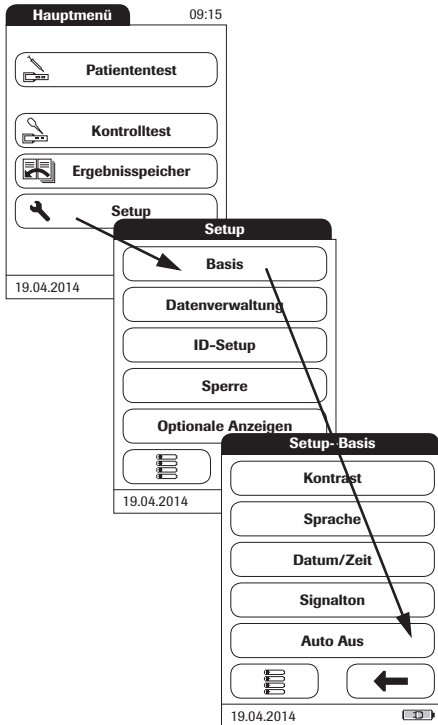 Hauptmenü 09:15
Patiententest
Kontrolltest
Ergebnisspeicher
Setup
19.04.2014
Setup
Basis
Datenverwaltung
ID-Setup
Sperre
Optionale Anzeigen
19.04.2014
Setup- Basis
Kontrast
Sprache
Datum/Zeit
Signalton
Auto Aus
19.04.2014